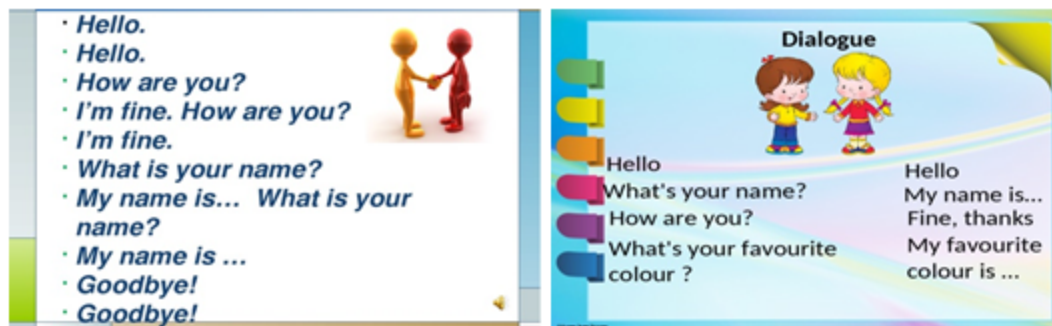 Hello.
Hello.
How are you?
I'm fine. How are you?
I'm fine.
What is your name?
My name is... What is your
name?
My name is ...
Goodbye!
Goodbye!
Dialogue
Hello
What's your name?
How are you?
What's your favourite
colour ?
Hello
My name is...
Fine, thanks
My favourite
colour is ...